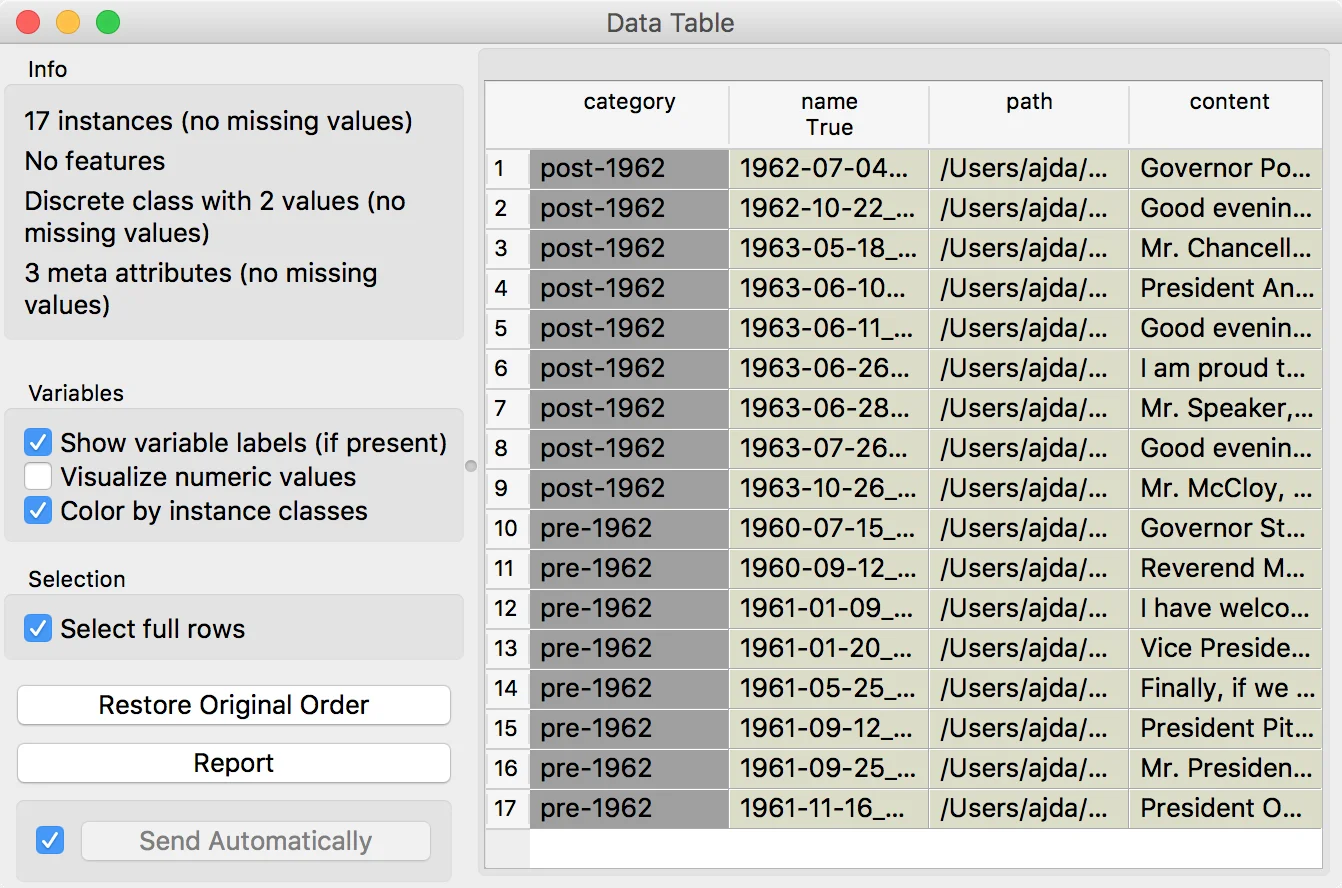 Data Table
Info
17 instances (no missing values)
No features
Discrete class with 2 values (no
missing values)
3 meta attributes (no missing
values)
Variables
Show variable labels (if present)
Visualize numeric values
Color by instance classes
Selection
Select full rows
Restore Original Order
Report
Send Automatically
category name path content
True
1 post-1962 1962-07-04... /Users/ajda/... Governor Po...
2 post-1962 1962-10-22_... /Users/ajda/... Good evenin...
3 post-1962 1963-05-18_... /Users/ajda/... Mr. Chancell...
4 post-1962 1963-06-10... /Users/ajda/... President An...
5 post-1962 1963-06-11_... /Users/ajda/... Good evenin...
6 post-1962 1963-06-26... /Users/ajda/... I am proud t...
7 post-1962 1963-06-28... /Users/ajda/... Mr. Speaker,...
8 post-1962 1963-07-26... /Users/ajda/... Good evenin...
9 post-1962 1963-10-26_... /Users/ajda/... Mr. McCloy, ...
10 pre-1962 1960-07-15_... /Users/ajda/... Governor St...
11 pre-1962 1960-09-12_... /Users/ajda/... Reverend M...
12 pre-1962 1961-01-09_... /Users/ajda/... I have welco...
13 pre-1962 1961-01-20_... /Users/ajda/... Vice Preside...
14 pre-1962 1961-05-25_... /Users/ajda/... Finally, if we ...
15 pre-1962 1961-09-12_... /Users/ajda/... President Pit...
16 pre-1962 1961-09-25_... /Users/ajda/... Mr. Presiden...
17 pre-1962 1961-11-16_... /Users/ajda/... President O...